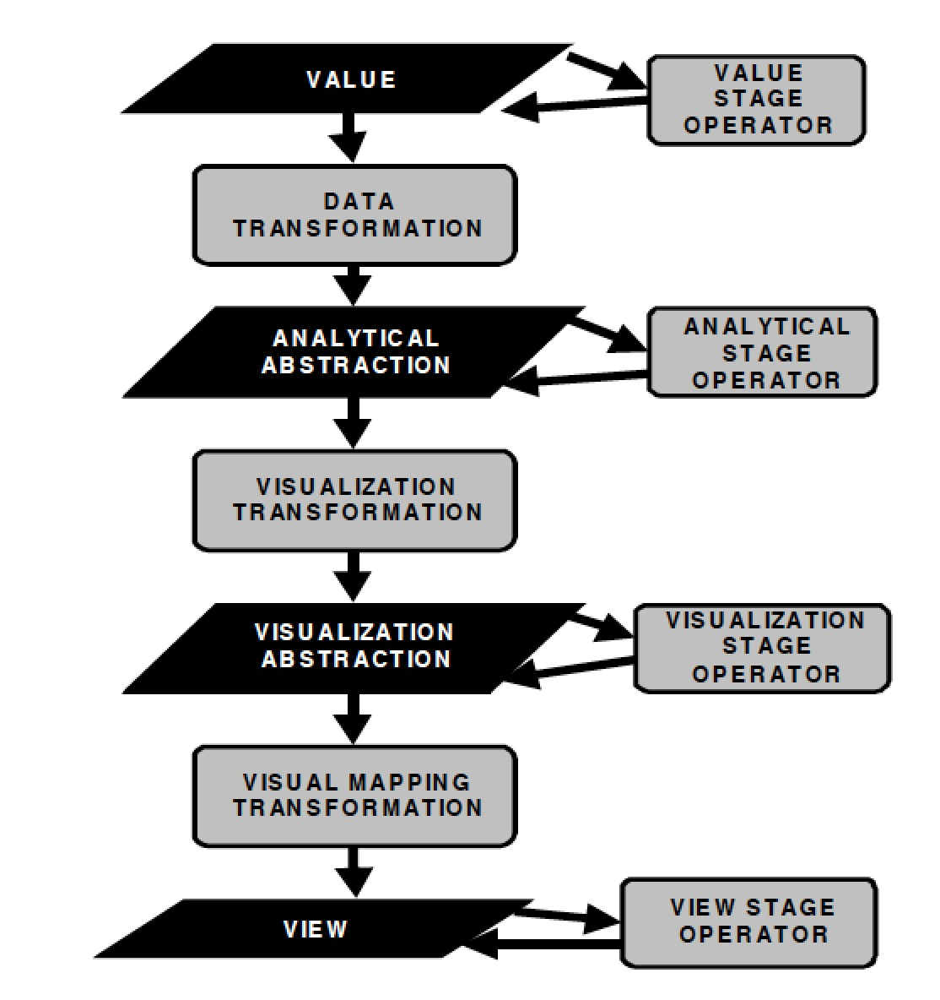 VALUE
VALUE
STAGE
OPERATOR
DATA
TRANSFORMATION
ANALYTICAL
ABSTRACTION
ANALYTICAL
STAGE
OPERATOR
VISUALIZATION
TRANSFORMATION
VISUALIZATION
ABSTRACTION
VISUALIZATION
STAGE
OPERATOR
VISUAL MAPPING
TRANSFORMATION
VIEW
VIEW STAGE
OPERATOR